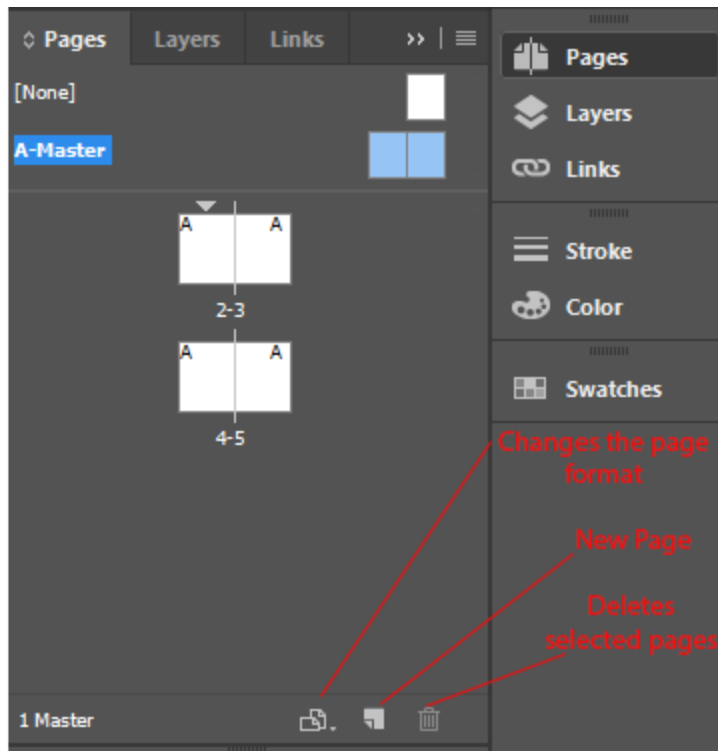 Pages Layers Links
[None]
A-Master
A A
2-3
A A
4-5
1 Master
Pages
Layers
Links
Stroke
Color
Swatches
Changes the page
format
New Page
Deletes
selected pages